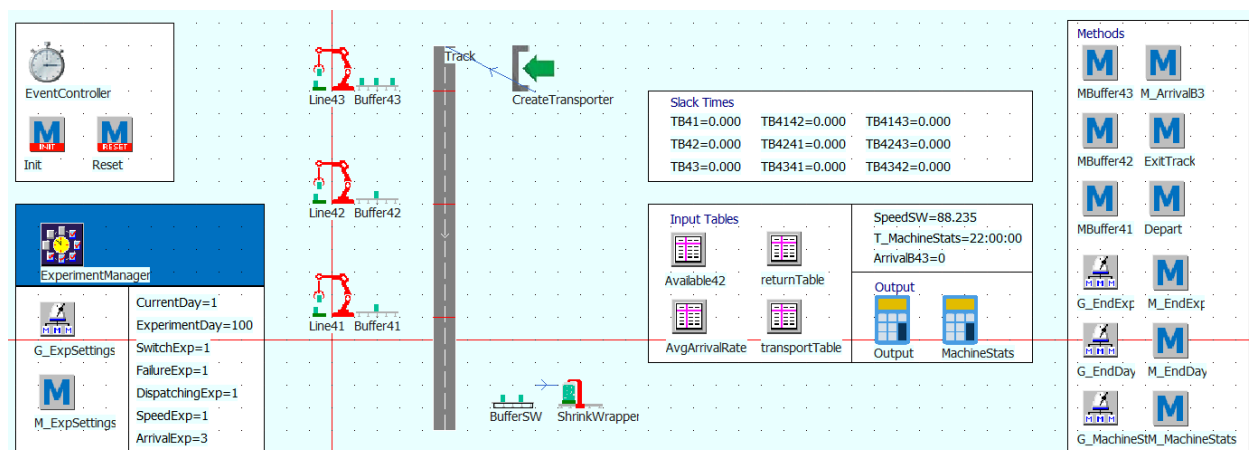 EventController
M
INIT
M
RESET
Init
Reset
ExperimentManager
M M M
G_ExpSettings
M
M_ExpSettings
CurrentDay=1
ExperimentDay=100
SwitchExp=1
FailureExp=1
DispatchingExp=1
SpeedExp=1
ArrivalExp=3
Line43
Buffer43
Line42
Buffer42
Line41
Buffer41
Track
CreateTransporter
BufferSW
ShrinkWrapper
Slack Times
TB41=0.000 TB4142=0.000 TB4143=0.000
TB42=0.000 TB4241=0.000 TB4243=0.000
TB43=0.000 TB4341=0.000 TB4342=0.000
Input Tables
Available42
returnTable
AvgArrivalRate
transportTable
SpeedSW=88.235
T_MachineStats=22:00:00
ArrivalB43=0
Output
Output
MachineStats
Methods
M M
MBuffer43 M_ArrivalB3
M M
MBuffer42 ExitTrack
M M
MBuffer41 Depart
M M M M
G_EndExp M_EndExp
M M M M
G_EndDay M_EndDay
M M M M
G_MachineSt M_MachineStats